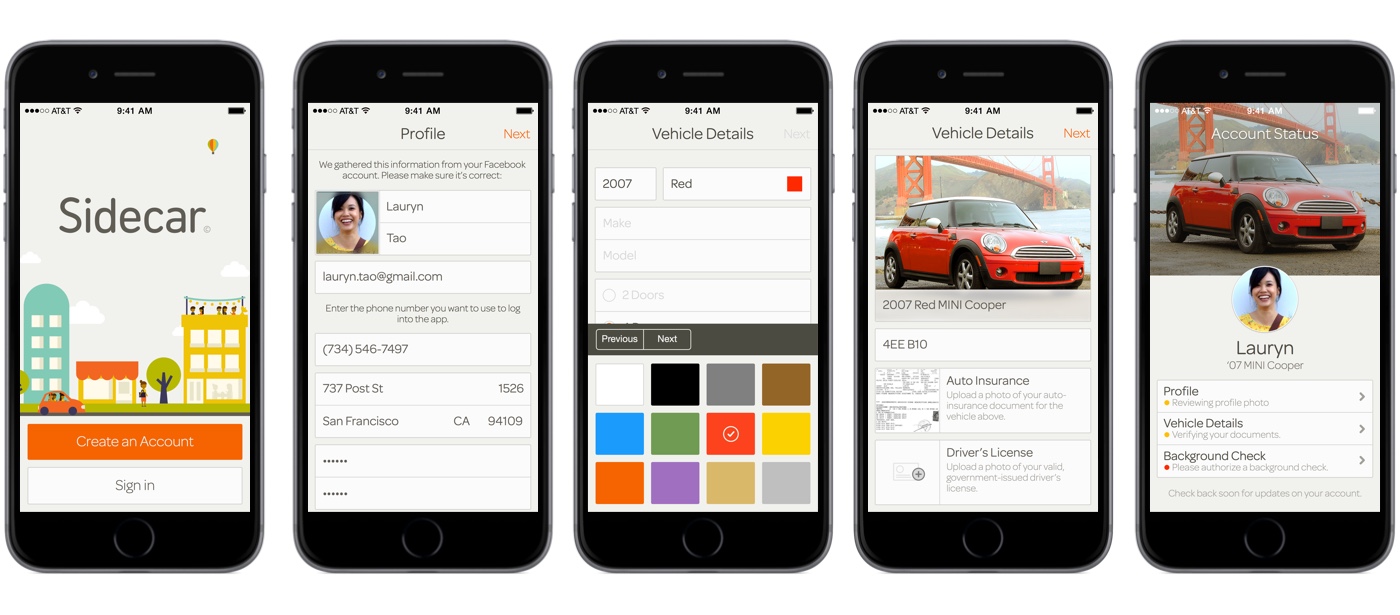 ●●●○○ AT&T 9:41 AM
Sidecar©
Create an Account
Sign in
●●●○○ AT&T 9:41 AM
Profile Next
We gathered this information from your Facebook
account. Please make sure it's correct:
Lauryn
Tao
lauryn.tao@gmail.com
Enter the phone number you want to use to log
into the app.
(734) 546-7497
737 Post St 1526
San Francisco CA 94109
••••••
••••••
●●●○○ AT&T 9:41 AM
Vehicle Details Next
2007 Red
Make
Model
2 Doors
Previous Next
●●●○○ AT&T 9:41 AM
Vehicle Details Next
2007 Red MINI Cooper
4EE B10
Auto Insurance
Upload a photo of your auto-
insurance document for the
vehicle above.
Driver's License
Upload a photo of your valid,
government-issued driver's
license.
●●●○○ AT&T 9:41 AM
Account Status
Lauryn
'07 MINI Cooper
Profile
Reviewing profile photo
Vehicle Details
Verifying your documents.
Background Check
Please authorize a background check.
Check back soon for updates on your account.